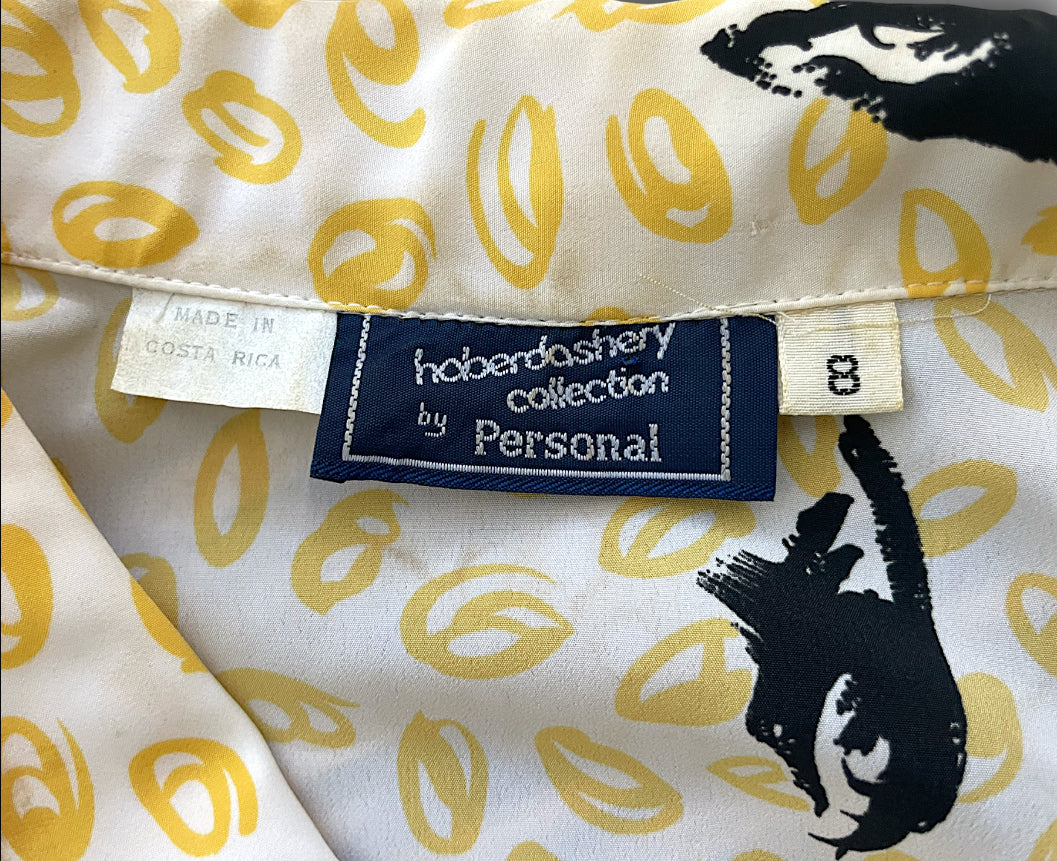 MADE IN
COSTA RICA
haberdashery
collection
by
Personal
8